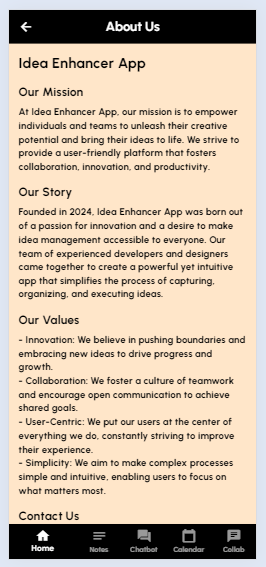 About Us
Idea Enhancer App
Our Mission
At Idea Enhancer App, our mission is to empower
individuals and teams to unleash their creative
potential and bring their ideas to life. We strive to
provide a user-friendly platform that fosters
collaboration, innovation, and productivity.
Our Story
Founded in 2024, Idea Enhancer App was born out
of a passion for innovation and a desire to make
idea management accessible to everyone. Our
team of experienced developers and designers
came together to create a powerful yet intuitive
app that simplifies the process of capturing,
organizing, and executing ideas.
Our Values
- Innovation: We believe in pushing boundaries and
embracing new ideas to drive progress and
growth.
- Collaboration: We foster a culture of teamwork
and encourage open communication to achieve
shared goals.
- User-Centric: We put our users at the center of
everything we do, constantly striving to improve
their experience.
- Simplicity: We aim to make complex processes
simple and intuitive, enabling users to focus on
what matters most.
Contact Us
Home Notes Chatbot Calendar Collab